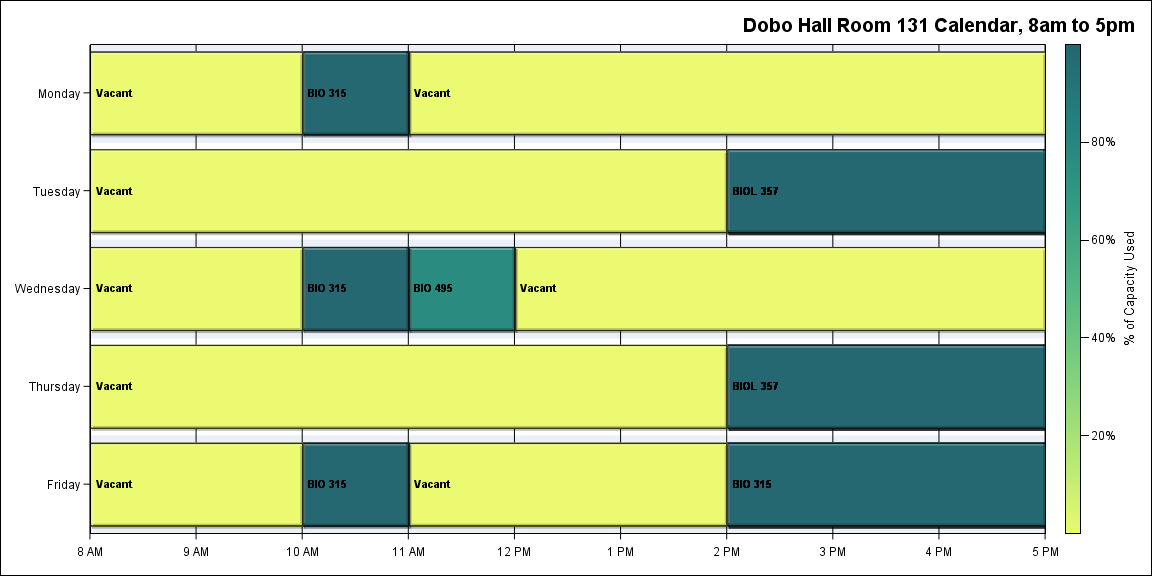 Dobo Hall Room 131 Calendar, 8am to 5pm
Monday
Vacant
BIO 315
Vacant
Tuesday
Vacant
BIOL 357
Wednesday
Vacant
BIO 315
BIO 495
Vacant
Thursday
Vacant
BIOL 357
Friday
Vacant
BIO 315
Vacant
BIO 315
8 AM
9 AM
10 AM
11 AM
12 PM
1 PM
2 PM
3 PM
4 PM
5 PM
80%
60%
40%
20%
% of Capacity Used